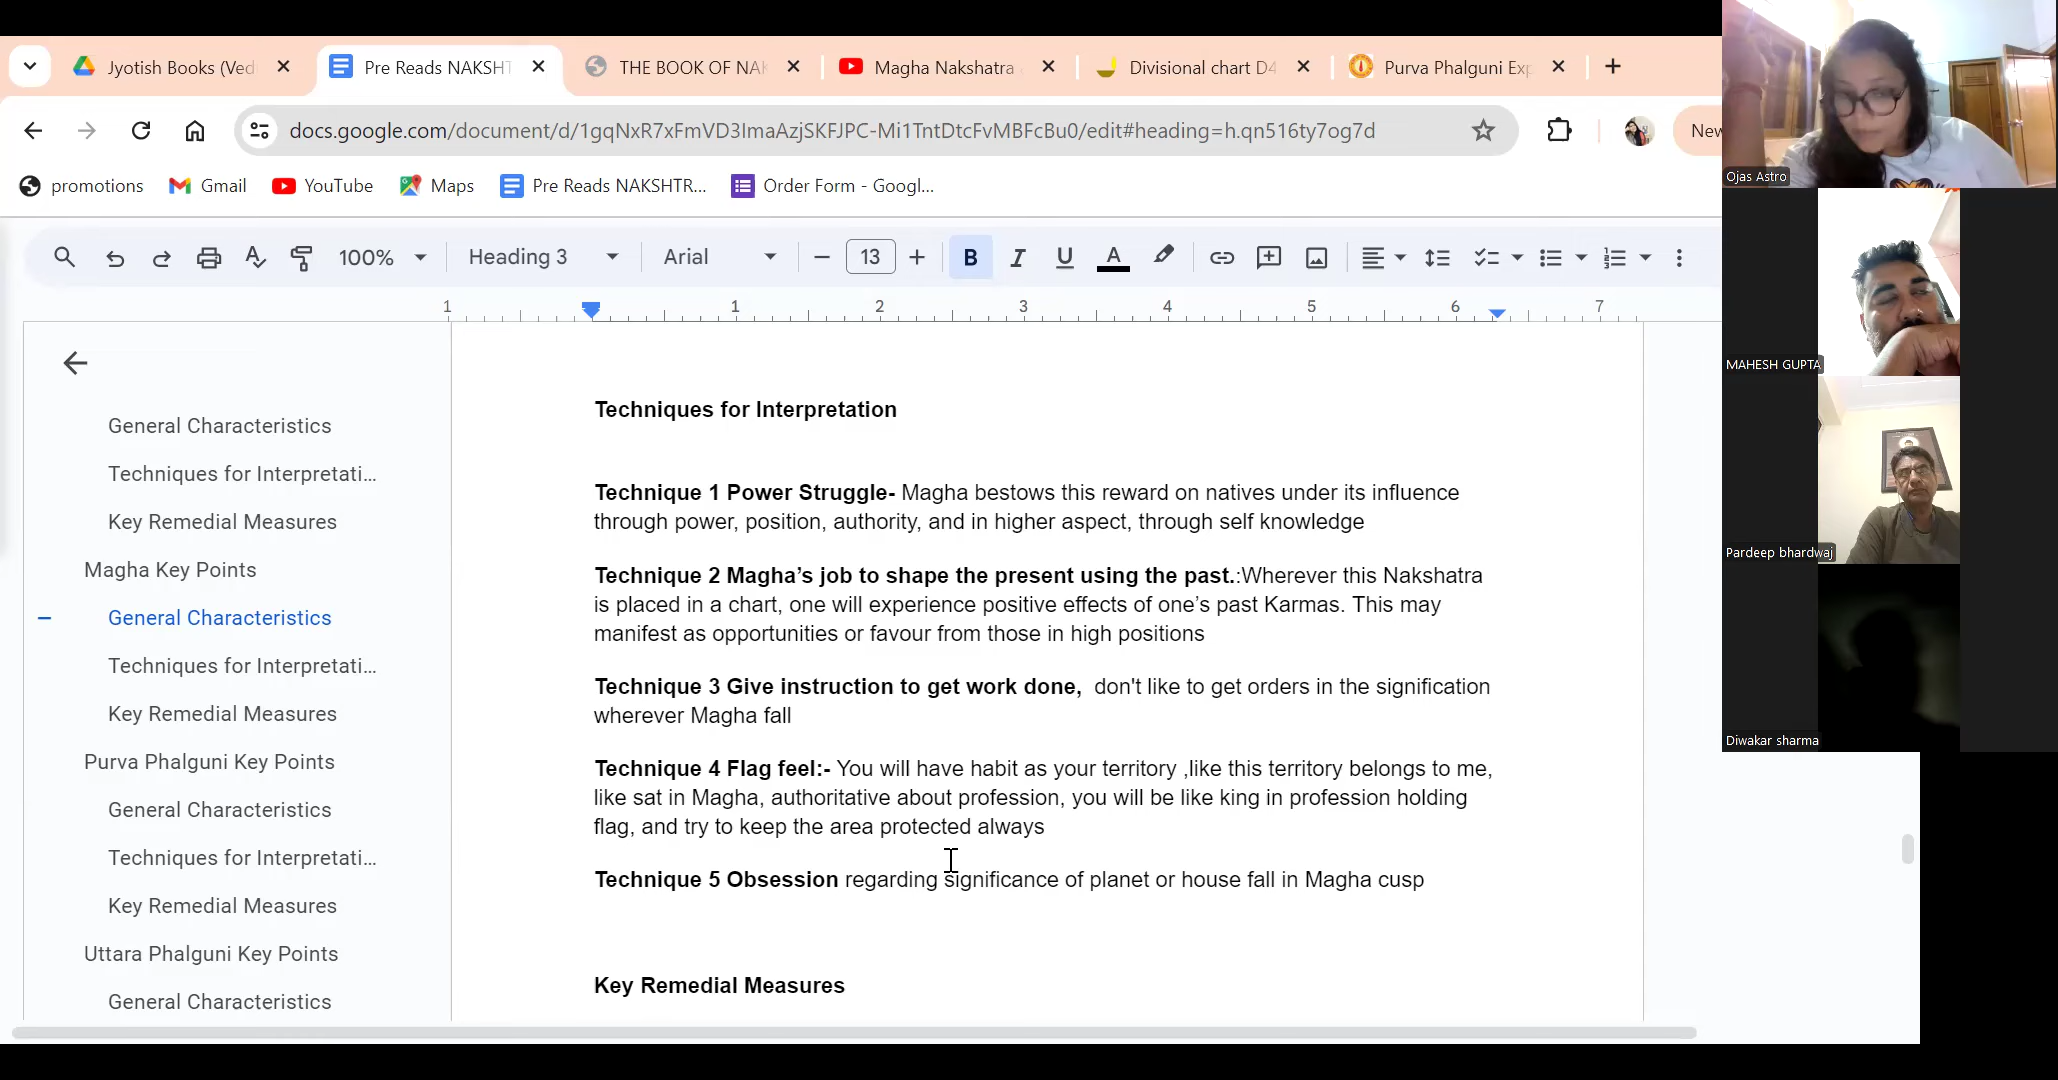 Jyotish Books (Ved
Pre Reads NAKSHT
THE BOOK OF NA
Magha Nakshatra
Divisional chart D4
Purva Phalguni Exp
docs.google.com/document/d/1gqNxR7xFmVD3ImaAzjSKFJPC-Mi1TntDtcFvMBFcBu0/edit#heading=h.qn516ty7og7d
New
promotions
Gmail
YouTube
Maps
Pre Reads NAKSHTR...
Order Form - Googl...
100%
Heading 3
Arial
13
B
I
U
A
1 1 2 3 4 5 6 7
General Characteristics
Techniques for Interpretati...
Key Remedial Measures
Magha Key Points
General Characteristics
Techniques for Interpretati...
Key Remedial Measures
Purva Phalguni Key Points
General Characteristics
Techniques for Interpretati...
Key Remedial Measures
Uttara Phalguni Key Points
General Characteristics
Techniques for Interpretation
Technique 1 Power Struggle- Magha bestows this reward on natives under its influence
through power, position, authority, and in higher aspect, through self knowledge
Technique 2 Magha’s job to shape the present using the past.:Wherever this Nakshatra
is placed in a chart, one will experience positive effects of one’s past Karmas. This may
manifest as opportunities or favour from those in high positions
Technique 3 Give instruction to get work done, don't like to get orders in the signification
wherever Magha fall
Technique 4 Flag feel:- You will have habit as your territory ,like this territory belongs to me,
like sat in Magha, authoritative about profession, you will be like king in profession holding
flag, and try to keep the area protected always
Technique 5 Obsession regarding significance of planet or house fall in Magha cusp
Key Remedial Measures
Ojas Astro
MAHESH GUPTA
Pardeep bhardwaj
Diwakar sharma